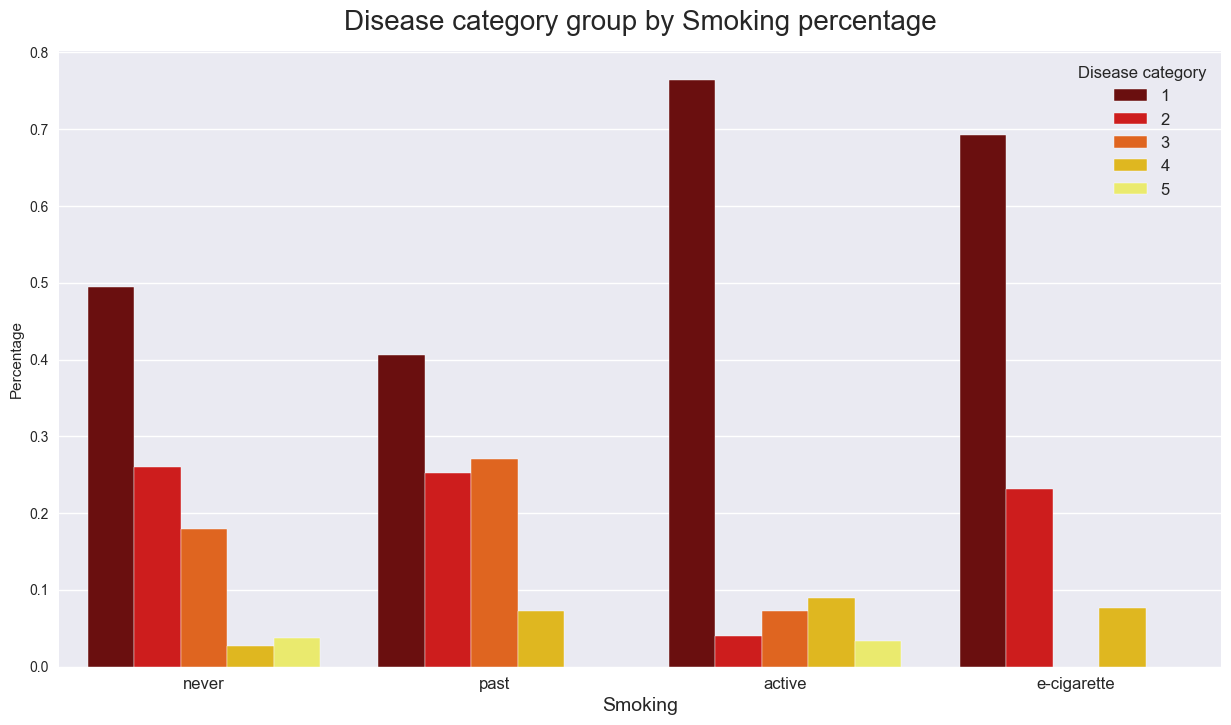 Disease category group by Smoking percentage
Percentage
0.8
0.7
0.6
0.5
0.4
0.3
0.2
0.1
0.0
Disease category
1
2
3
4
5
never past active e-cigarette
Smoking